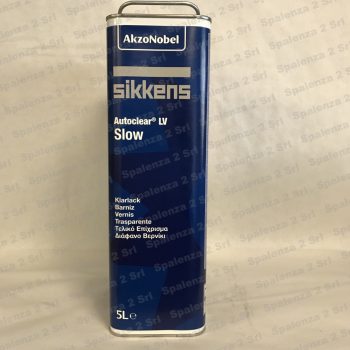 AkzoNobel
sikkens
Autoclear® LV
Slow
Klarlack
Barniz
Vernis
Trasparente
Τελικό Επίχρισμα
Διάφανο Βερνίκι
5L℮
Spalenza 2 Srl